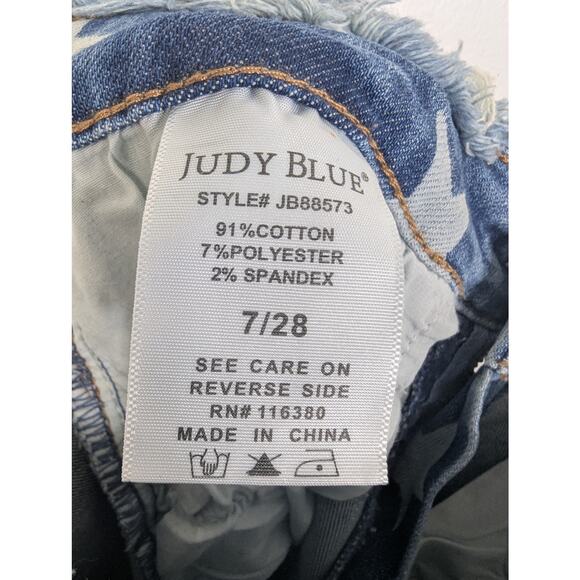 JUDY BLUE®
STYLE# JB88573
91%COTTON
7%POLYESTER
2% SPANDEX
7/28
SEE CARE ON
REVERSE SIDE
RN# 116380
MADE IN CHINA